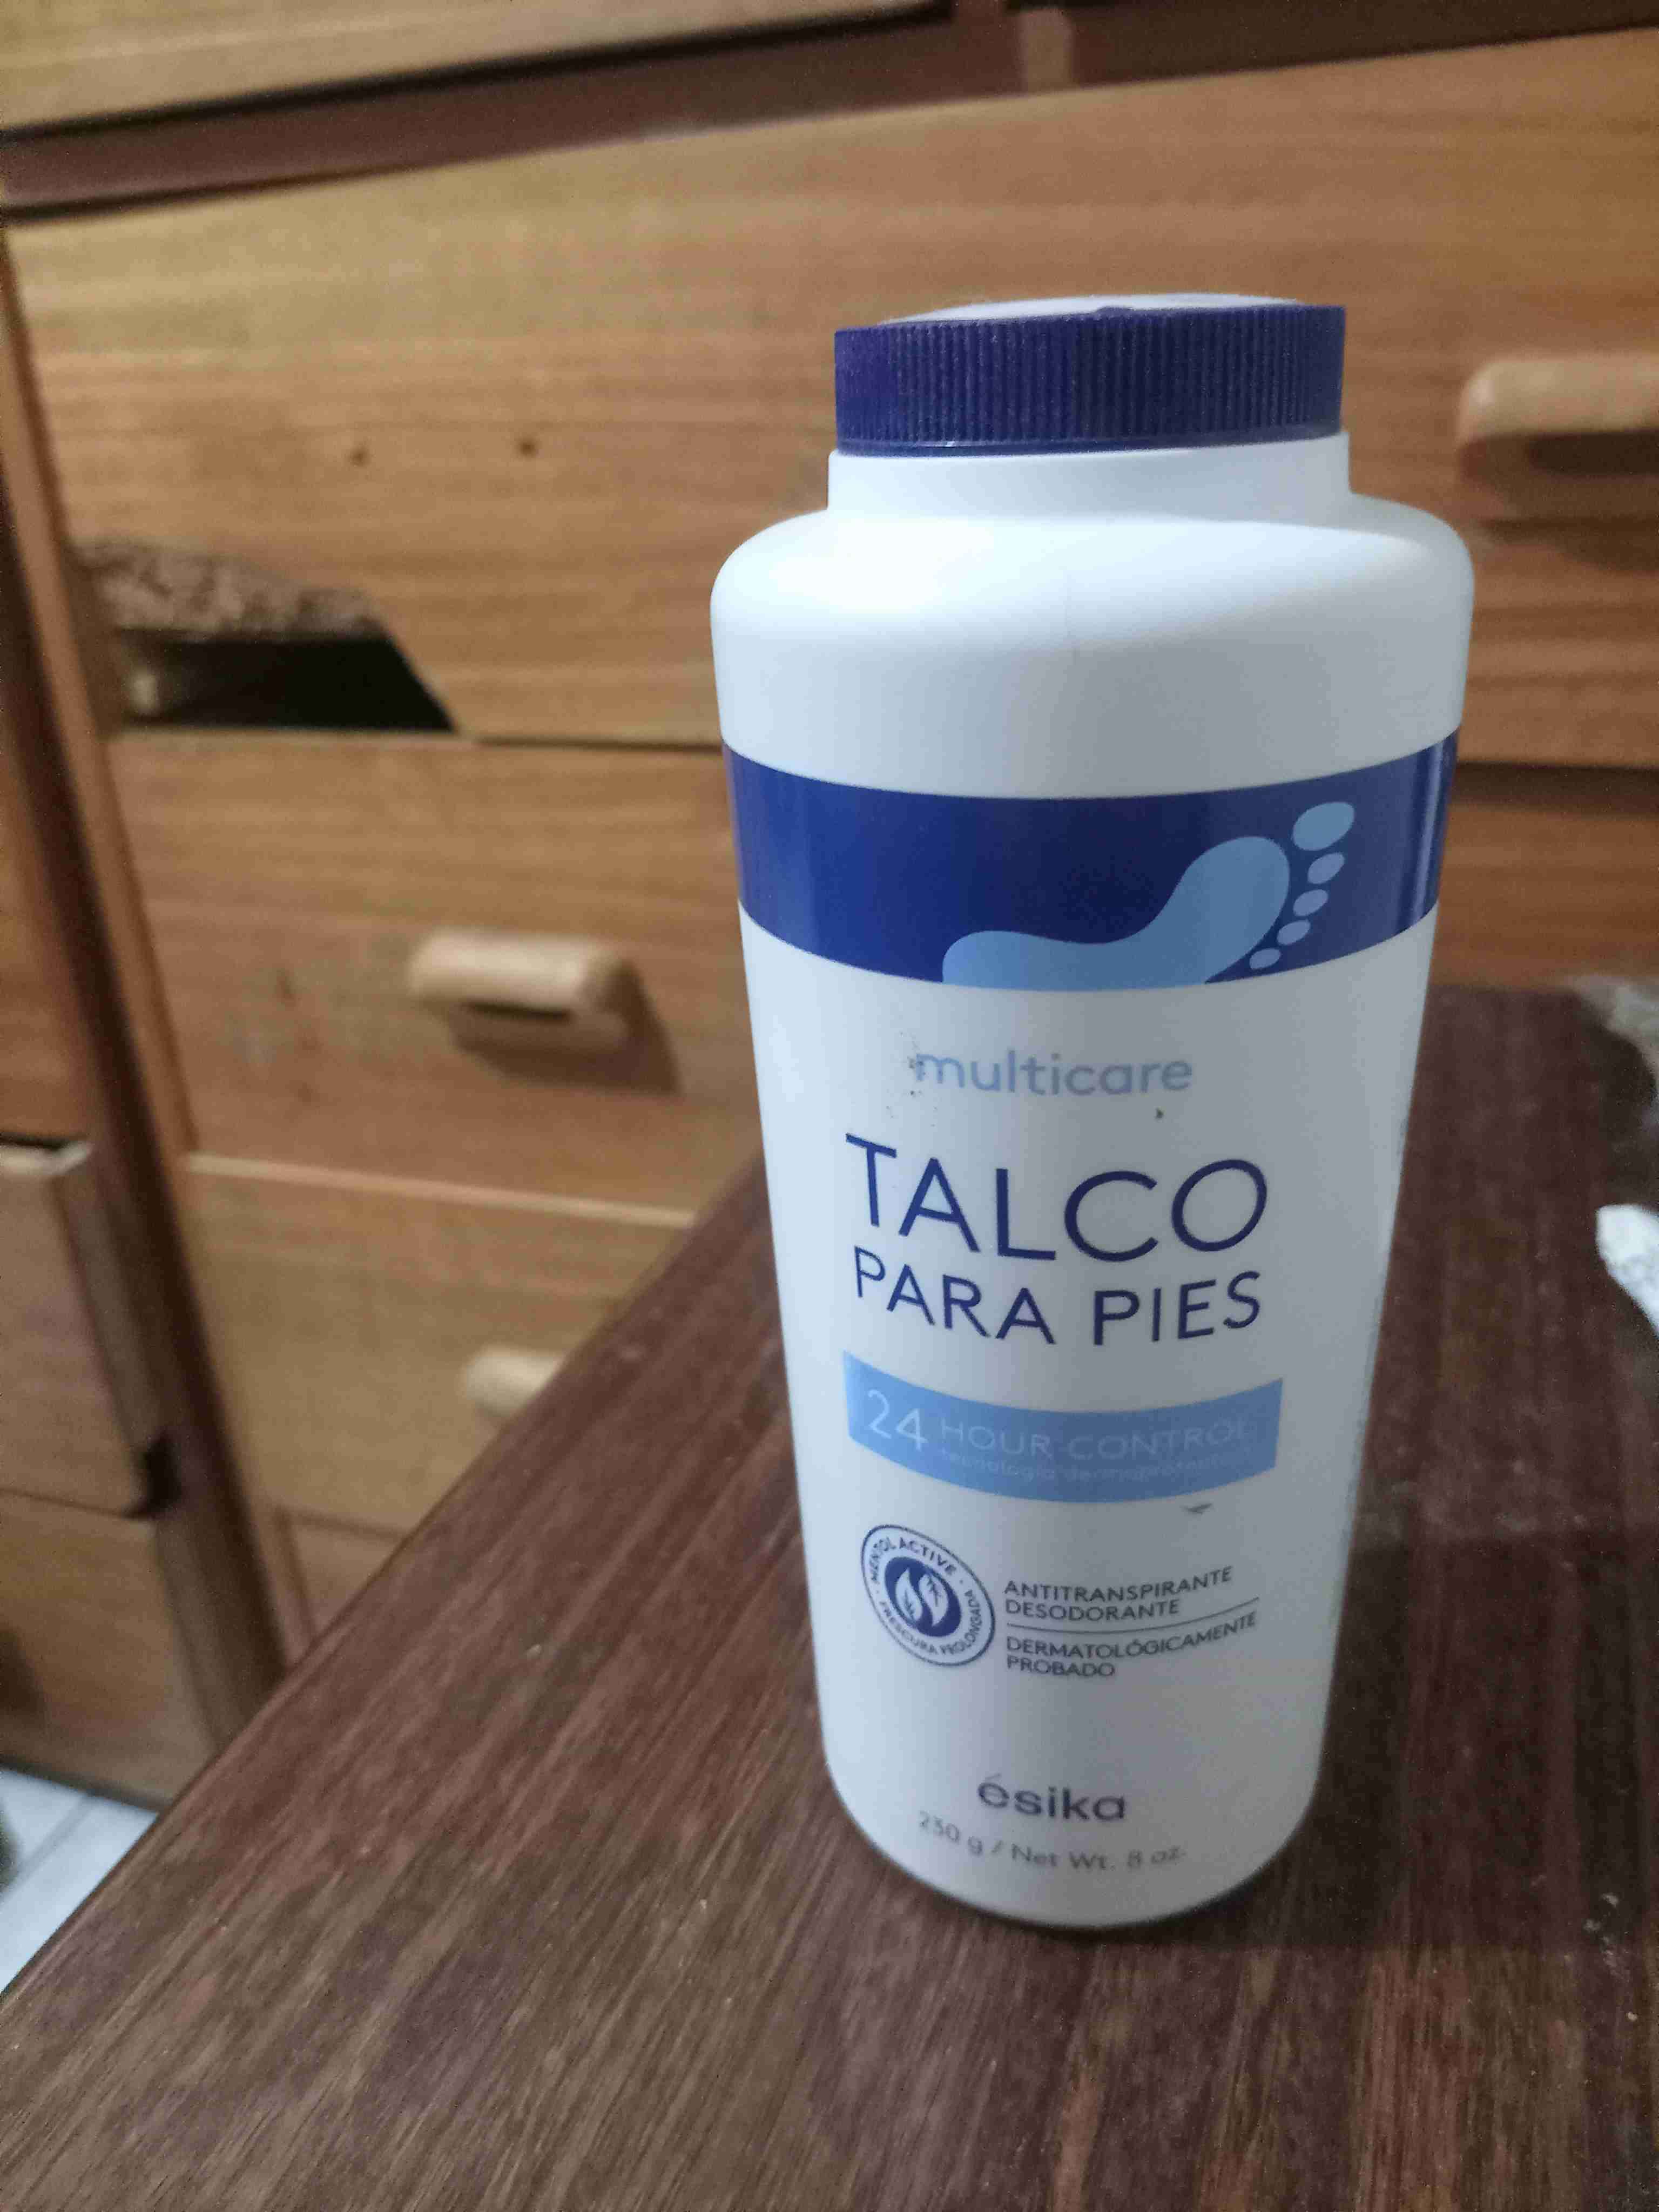 multicare
TALCO
PARA PIES
24 HOUR CONTROL
tecnología
MENTOL ACTIVE · FRESCURA PROLONGADA ·
ANTITRANSPIRANTE
DESODORANTE
DERMATOLÓGICAMENTE
PROBADO
ésika
230 g / Net Wt. 8 oz.